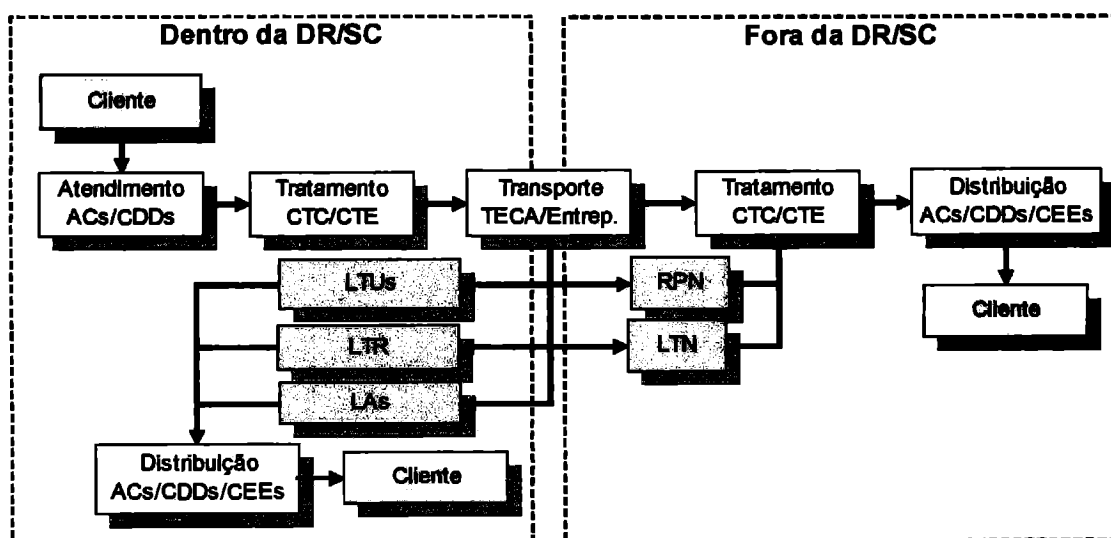 Dentro da DR/SC
Fora da DR/SC
Cliente
Atendimento
ACs/CDDs
Tratamento
CTC/CTE
Transporte
TECA/Entrep.
Tratamento
CTC/CTE
Distribuição
ACs/CDDs/CEEs
LTUs
RPN
Cliente
LTR
LTN
LAs
Distribuição
ACs/CDDs/CEEs
Cliente